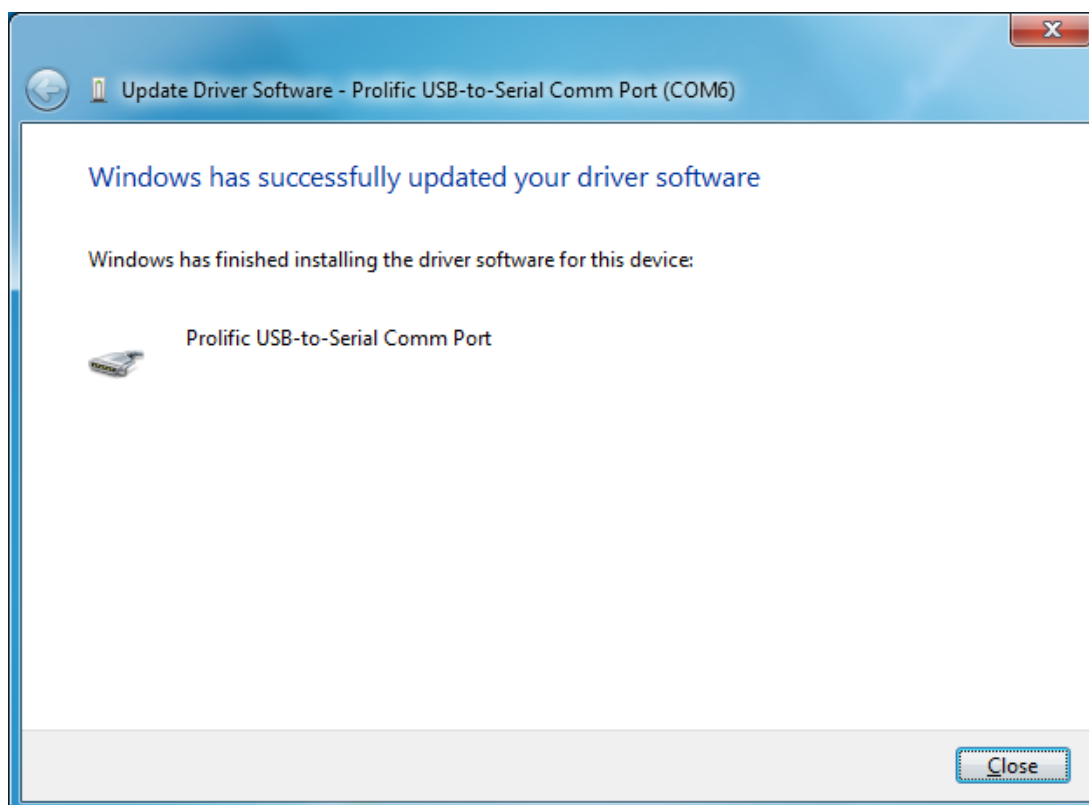 Update Driver Software - Prolific USB-to-Serial Comm Port (COM6)
Windows has successfully updated your driver software
Windows has finished installing the driver software for this device:
Prolific USB-to-Serial Comm Port
Close